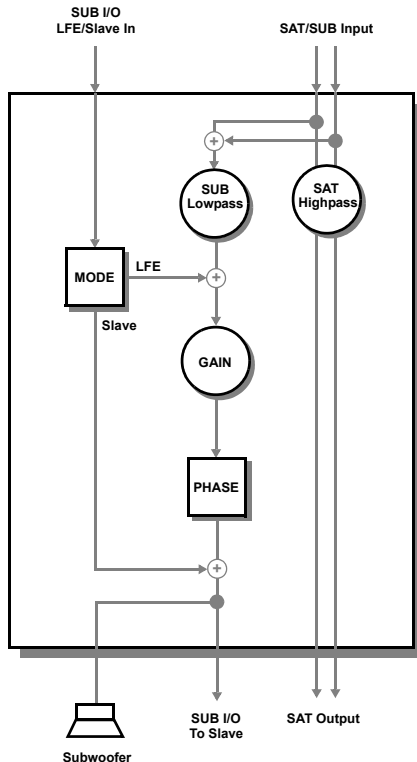 SUB I/O
LFE/Slave In
SAT/SUB Input
+
SUB
Lowpass
SAT
Highpass
MODE
LFE
+
Slave
GAIN
PHASE
+
SUB I/O
To Slave
SAT Output
Subwoofer